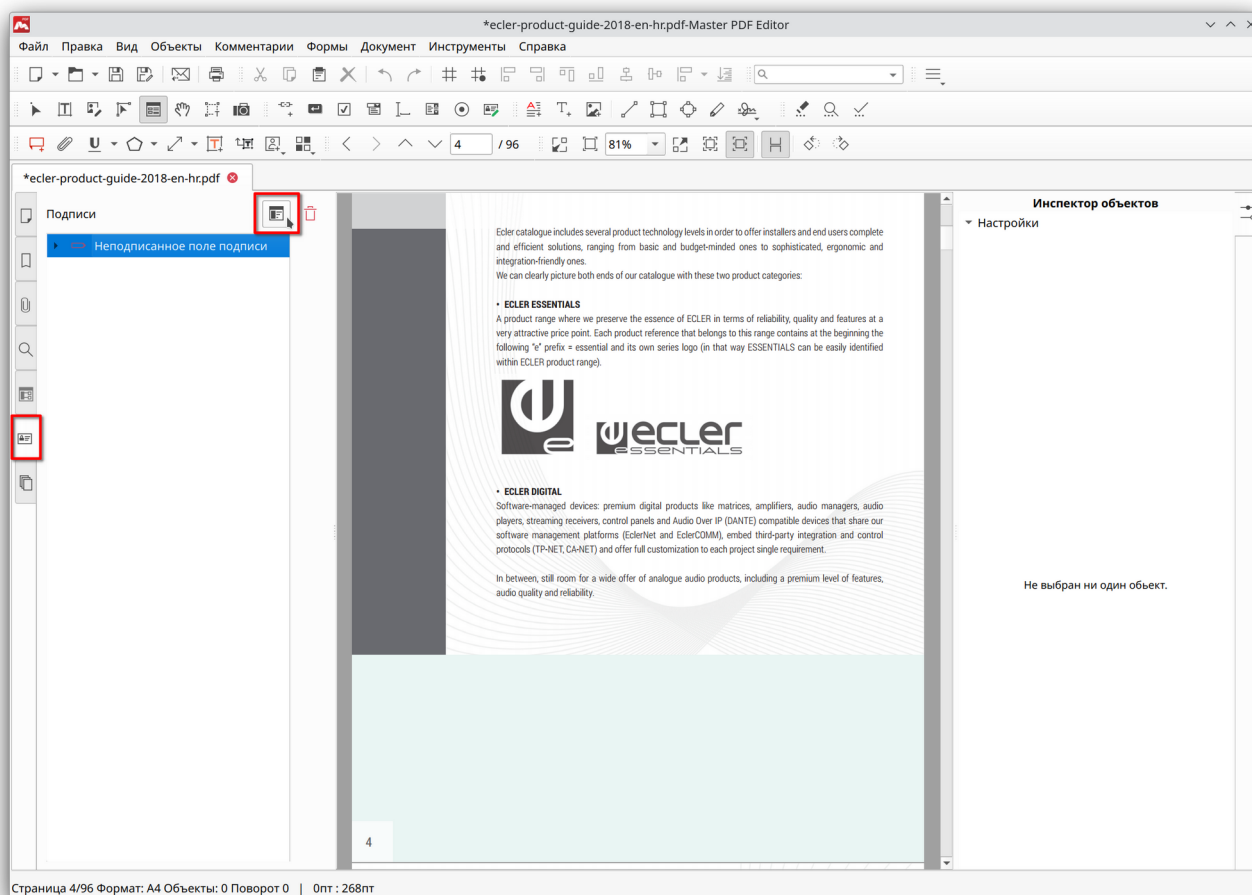 *ecler-product-guide-2018-en-hr.pdf-Master PDF Editor
Файл Правка Вид Объекты Комментарии Формы Документ Инструменты Справка
4 / 96 81%
*ecler-product-guide-2018-en-hr.pdf
Подписи
Неподписанное поле подписи
Ecler catalogue includes several product technology levels in order to offer installers and end users complete
and efficient solutions, ranging from basic and budget-minded ones to sophisticated, ergonomic and
integration-friendly ones.
We can clearly picture both ends of our catalogue with these two product categories:
• ECLER ESSENTIALS
A product range where we preserve the essence of ECLER in terms of reliability, quality and features at a
very attractive price point. Each product reference that belongs to this range contains at the beginning the
following "e" prefix = essential and its own series logo (in that way ESSENTIALS can be easily identified
within ECLER product range).
e
ecler
essentials
• ECLER DIGITAL
Software-managed devices: premium digital products like matrices, amplifiers, audio managers, audio
players, streaming receivers, control panels and Audio Over IP (DANTE) compatible devices that share our
software management platforms (EclerNet and EclerCOMM), embed third-party integration and control
protocols (TP-NET, CA-NET) and offer full customization to each project single requirement.
In between, still room for a wide offer of analogue audio products, including a premium level of features,
audio quality and reliability.
4
Инспектор объектов
Настройки
Не выбран ни один обьект.
Страница 4/96 Формат: A4 Объекты: 0 Поворот 0 | 0пт : 268пт